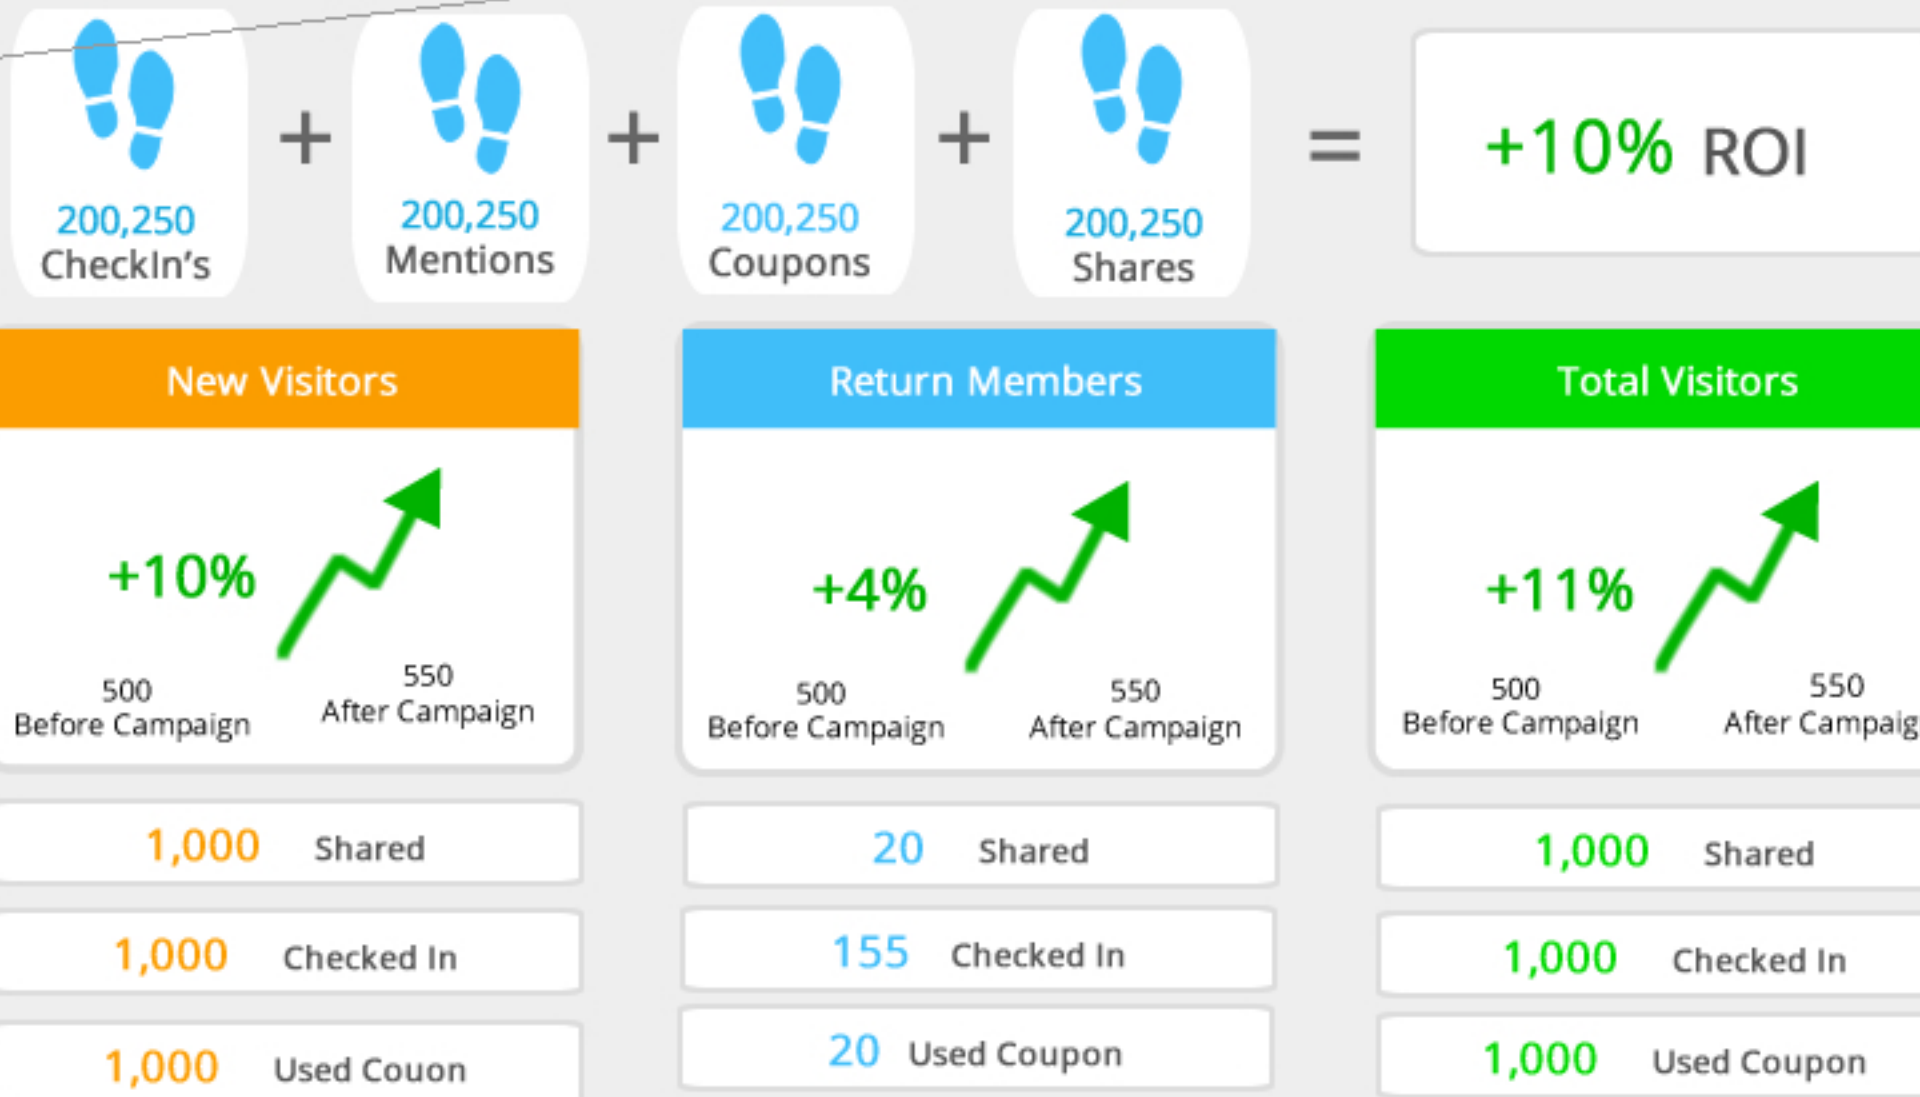 200,250
CheckIn's
+
200,250
Mentions
+
200,250
Coupons
+
200,250
Shares
=
+10% ROI
New Visitors
+10%
500
Before Campaign
550
After Campaign
1,000 Shared
1,000 Checked In
1,000 Used Couon
Return Members
+4%
500
Before Campaign
550
After Campaign
20 Shared
155 Checked In
20 Used Coupon
Total Visitors
+11%
500
Before Campaign
550
After Campaig
1,000 Shared
1,000 Checked In
1,000 Used Coupon